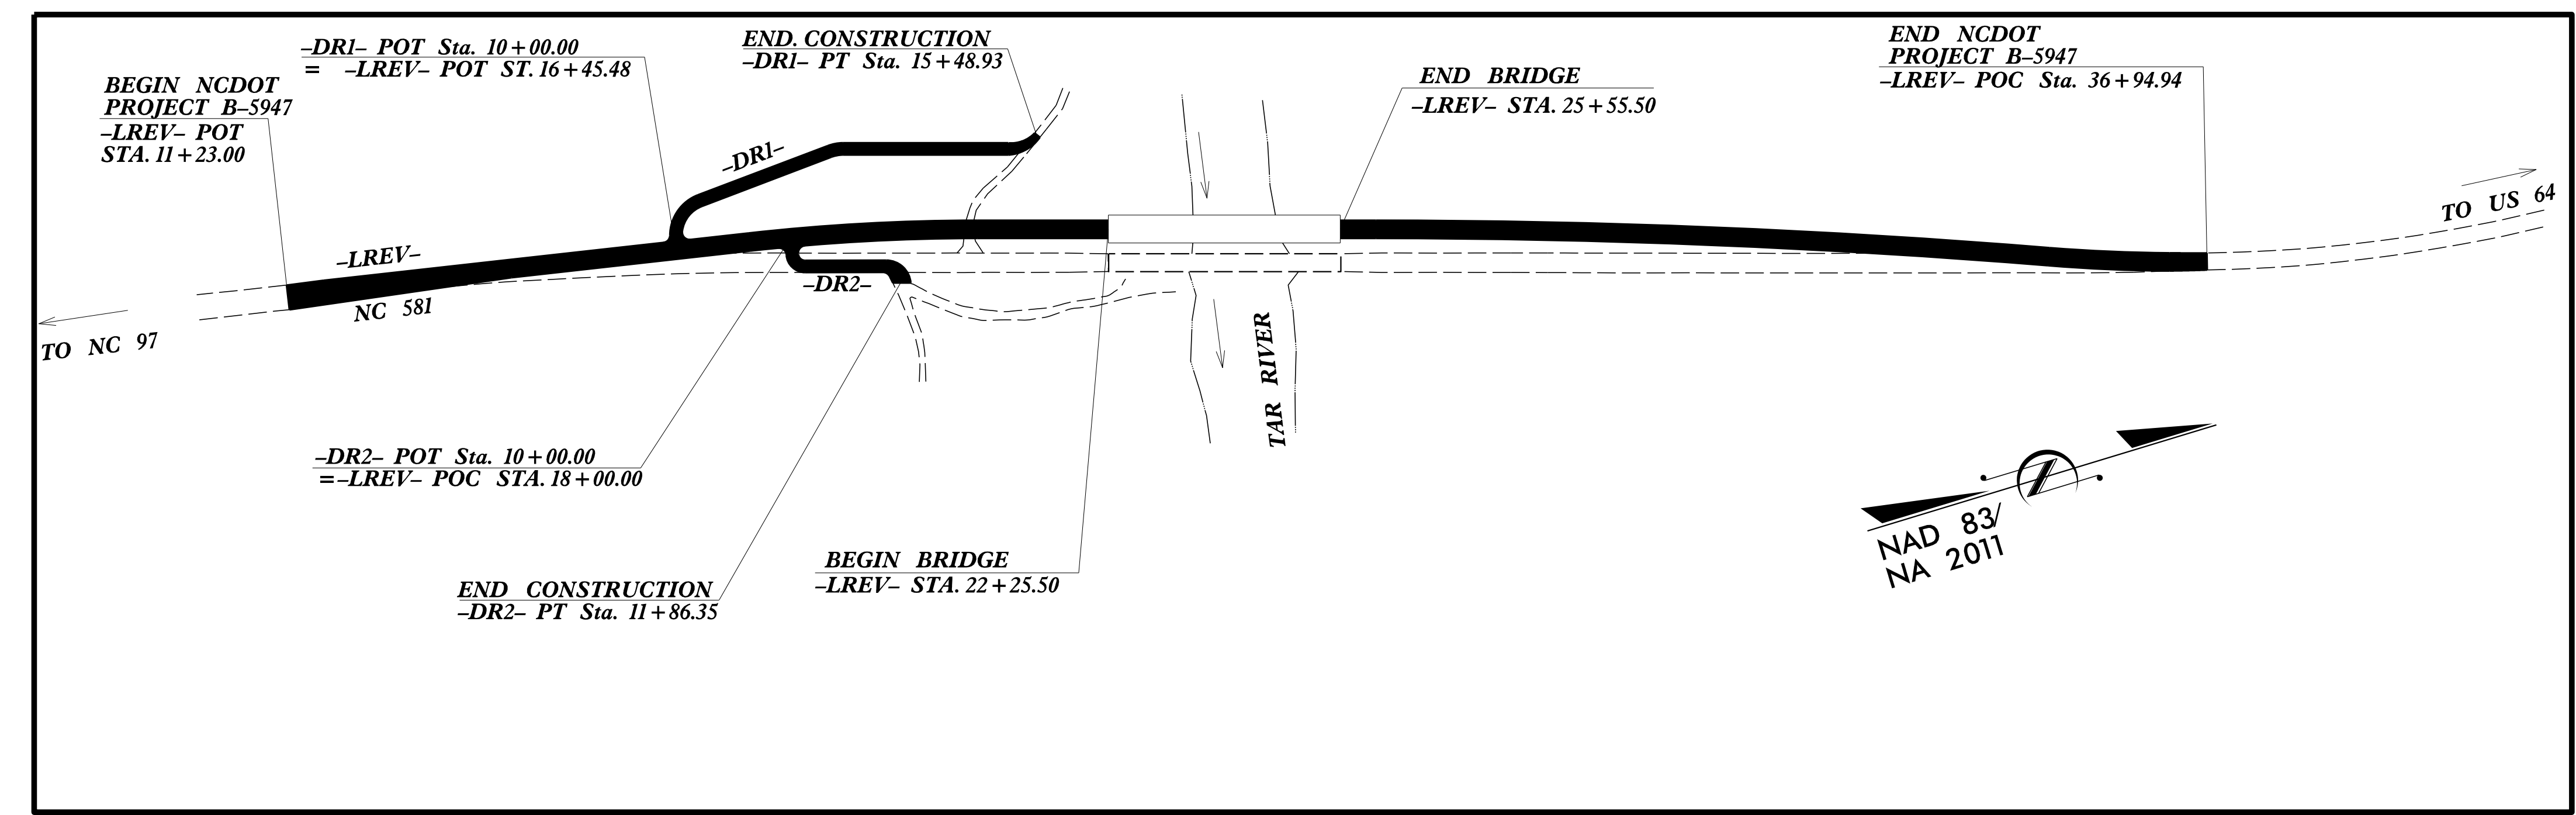 –DR1– POT Sta. 10+00.00
= –LREV– POT ST. 16+45.48
END. CONSTRUCTION
–DR1– PT Sta. 15+48.93
END NCDOT
PROJECT B–5947
–LREV– POC Sta. 36+94.94
BEGIN NCDOT
PROJECT B–5947
–LREV– POT
STA. 11+23.00
END BRIDGE
–LREV– STA. 25+55.50
–DR1–
TO US 64
–LREV–
NC 581
–DR2–
TO NC 97
TAR RIVER
–DR2– POT Sta. 10+00.00
=–LREV– POC STA. 18+00.00
BEGIN BRIDGE
–LREV– STA. 22+25.50
END CONSTRUCTION
–DR2– PT Sta. 11+86.35
NAD 83/
NA 2011